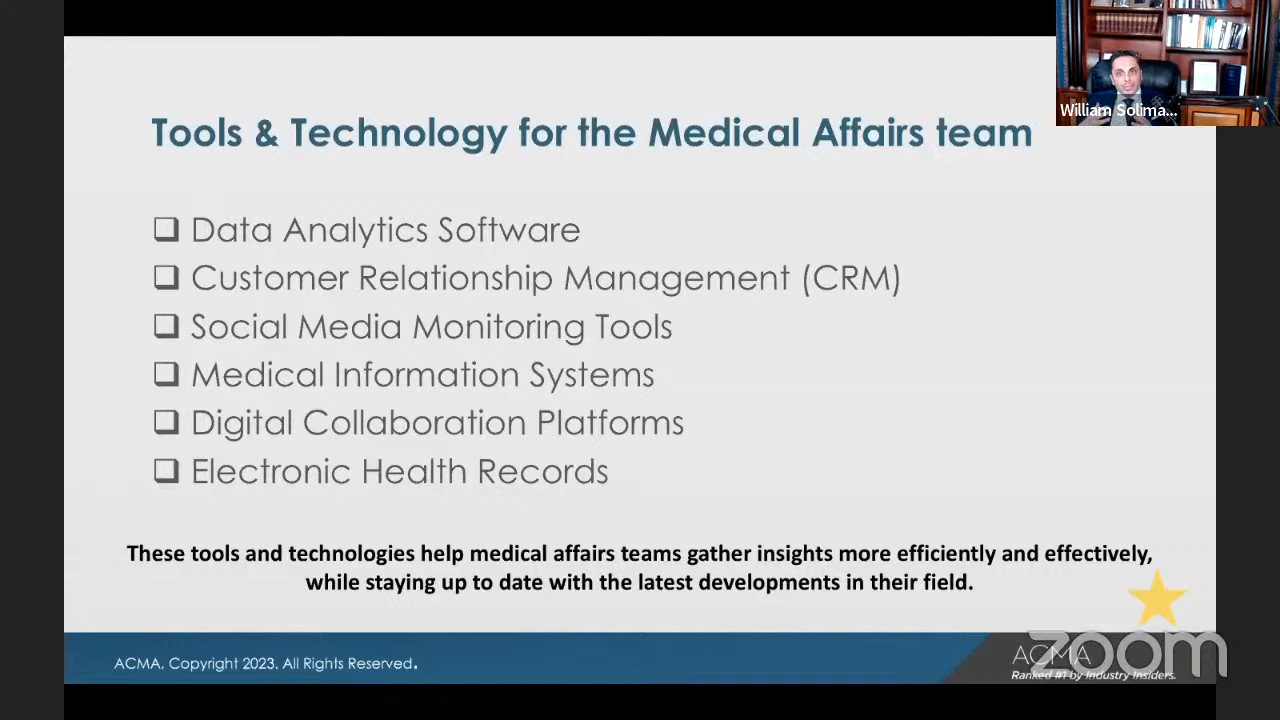 William Solima...
Tools & Technology for the Medical Affairs team
❑ Data Analytics Software
❑ Customer Relationship Management (CRM)
❑ Social Media Monitoring Tools
❑ Medical Information Systems
❑ Digital Collaboration Platforms
❑ Electronic Health Records
These tools and technologies help medical affairs teams gather insights more efficiently and effectively,
while staying up to date with the latest developments in their field.
ACMA, Copyright 2023. All Rights Reserved.
ACMA
zoom
Ranked #1 by Industry Insiders.